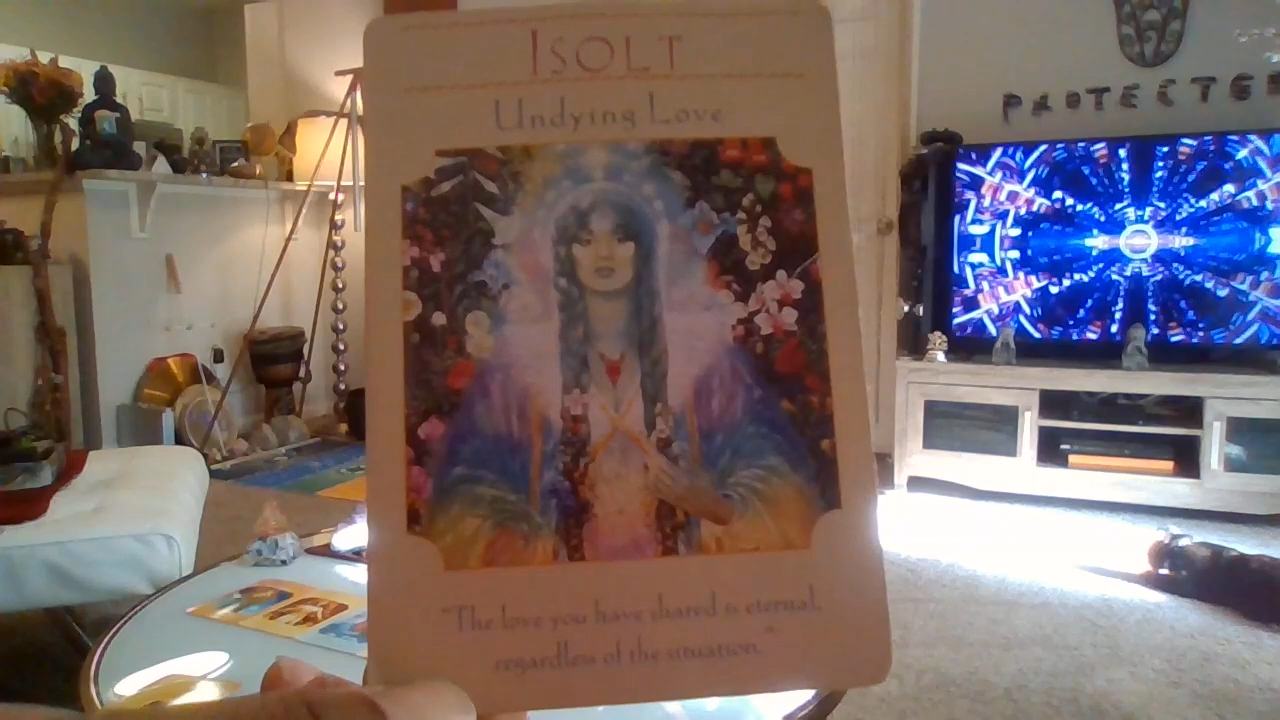 ISOLT
Undying Love
"The love you have shared is eternal,
regardless of the situation."
PROTECTED